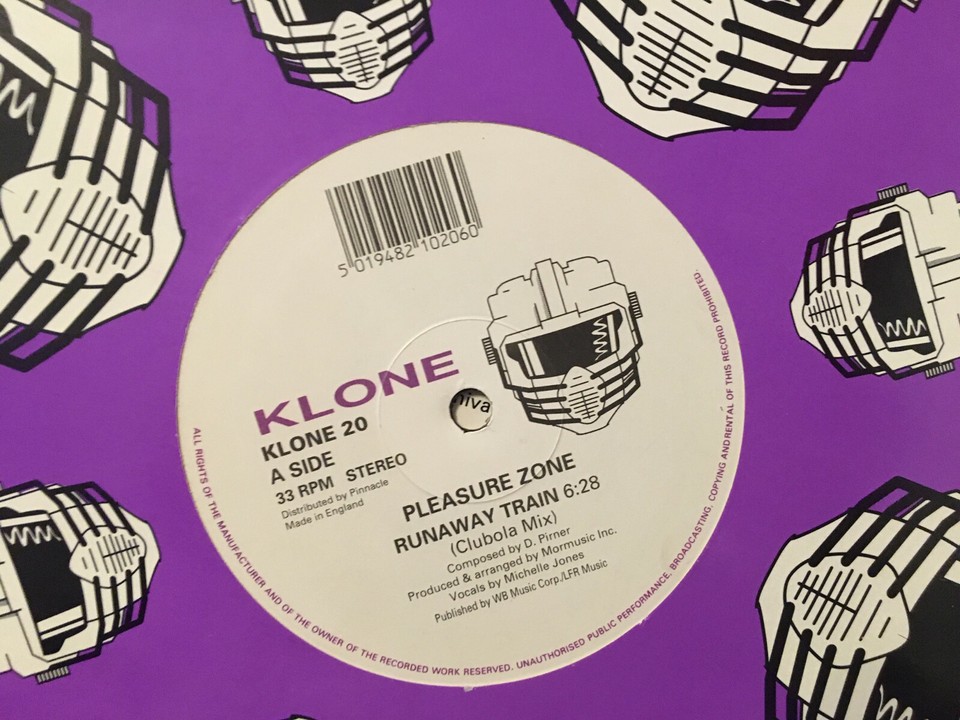 5 019482 102060
KLONE
KLONE 20
A SIDE
33 RPM STEREO
Distributed by Pinnacle
Made in England
PLEASURE ZONE
RUNAWAY TRAIN 6:28
(Clubola Mix)
Composed by D. Pirner
Produced & arranged by Mormusic Inc.
Vocals by Michelle Jones
Published by WB Music Corp./LFR Music
ALL RIGHTS OF THE MANUFACTURER AND OF THE OWNER OF THE RECORDED WORK RESERVED. UNAUTHORISED PUBLIC PERFORMANCE, BROADCASTING, COPYING AND RENTAL OF THIS RECORD PROHIBITED.